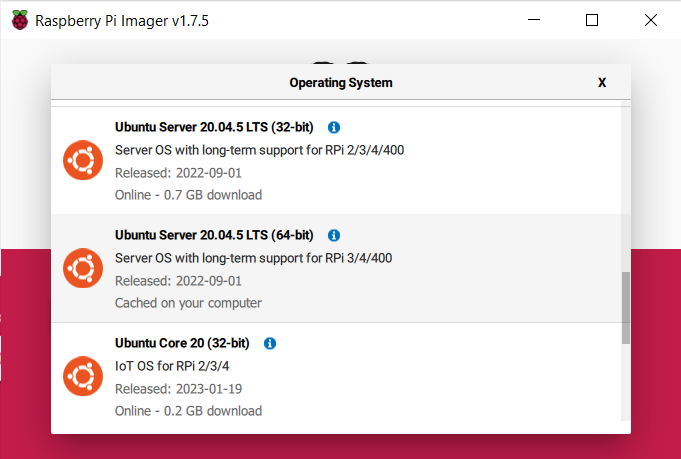 Raspberry Pi Imager v1.7.5
Operating System
X
Ubuntu Server 20.04.5 LTS (32-bit)
Server OS with long-term support for RPi 2/3/4/400
Released: 2022-09-01
Online - 0.7 GB download
Ubuntu Server 20.04.5 LTS (64-bit)
Server OS with long-term support for RPi 3/4/400
Released: 2022-09-01
Cached on your computer
Ubuntu Core 20 (32-bit)
IoT OS for RPi 2/3/4
Released: 2023-01-19
Online - 0.2 GB download